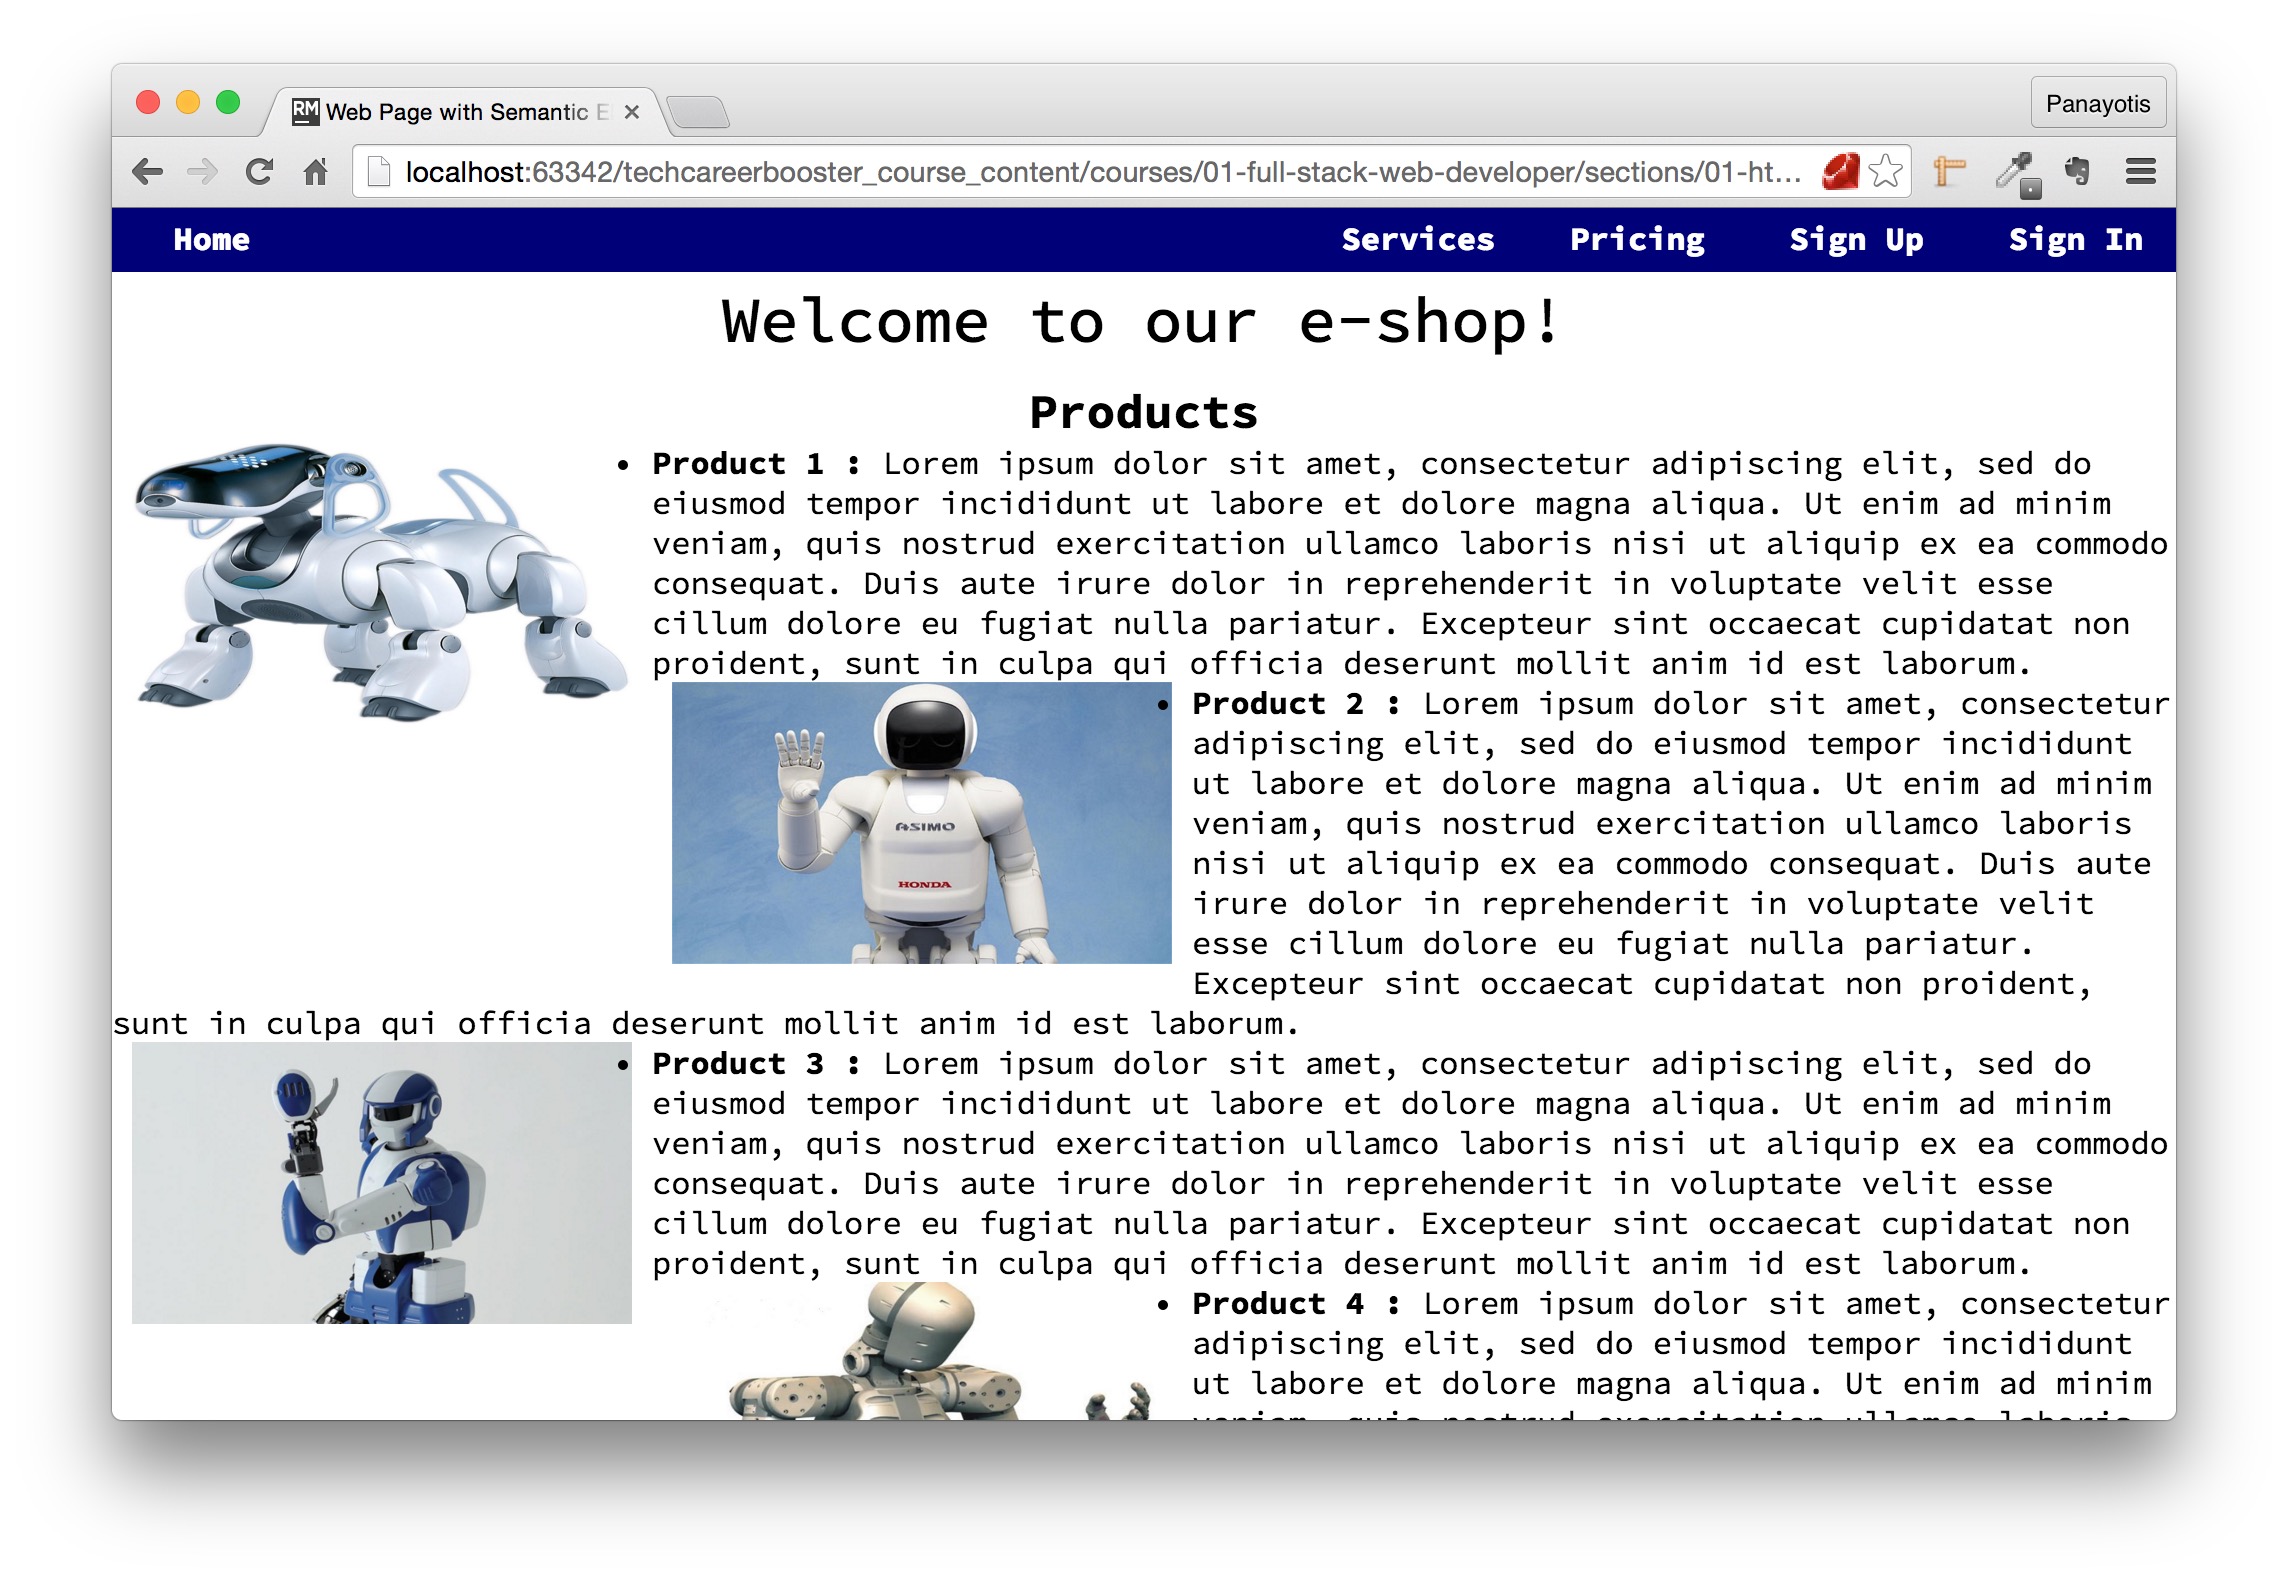 RM Web Page with Semantic E
Panayotis
localhost:63342/techcareerbooster_course_content/courses/01-full-stack-web-developer/sections/01-ht...
Home Services Pricing Sign Up Sign In
Welcome to our e-shop!
Products
• Product 1 : Lorem ipsum dolor sit amet, consectetur adipiscing elit, sed do
eiusmod tempor incididunt ut labore et dolore magna aliqua. Ut enim ad minim
veniam, quis nostrud exercitation ullamco laboris nisi ut aliquip ex ea commodo
consequat. Duis aute irure dolor in reprehenderit in voluptate velit esse
cillum dolore eu fugiat nulla pariatur. Excepteur sint occaecat cupidatat non
proident, sunt in culpa qui officia deserunt mollit anim id est laborum.
ASIMO
HONDA
• Product 2 : Lorem ipsum dolor sit amet, consectetur
adipiscing elit, sed do eiusmod tempor incididunt
ut labore et dolore magna aliqua. Ut enim ad minim
veniam, quis nostrud exercitation ullamco laboris
nisi ut aliquip ex ea commodo consequat. Duis aute
irure dolor in reprehenderit in voluptate velit
esse cillum dolore eu fugiat nulla pariatur.
Excepteur sint occaecat cupidatat non proident,
sunt in culpa qui officia deserunt mollit anim id est laborum.
• Product 3 : Lorem ipsum dolor sit amet, consectetur adipiscing elit, sed do
eiusmod tempor incididunt ut labore et dolore magna aliqua. Ut enim ad minim
veniam, quis nostrud exercitation ullamco laboris nisi ut aliquip ex ea commodo
consequat. Duis aute irure dolor in reprehenderit in voluptate velit esse
cillum dolore eu fugiat nulla pariatur. Excepteur sint occaecat cupidatat non
proident, sunt in culpa qui officia deserunt mollit anim id est laborum.
• Product 4 : Lorem ipsum dolor sit amet, consectetur
adipiscing elit, sed do eiusmod tempor incididunt
ut labore et dolore magna aliqua. Ut enim ad minim